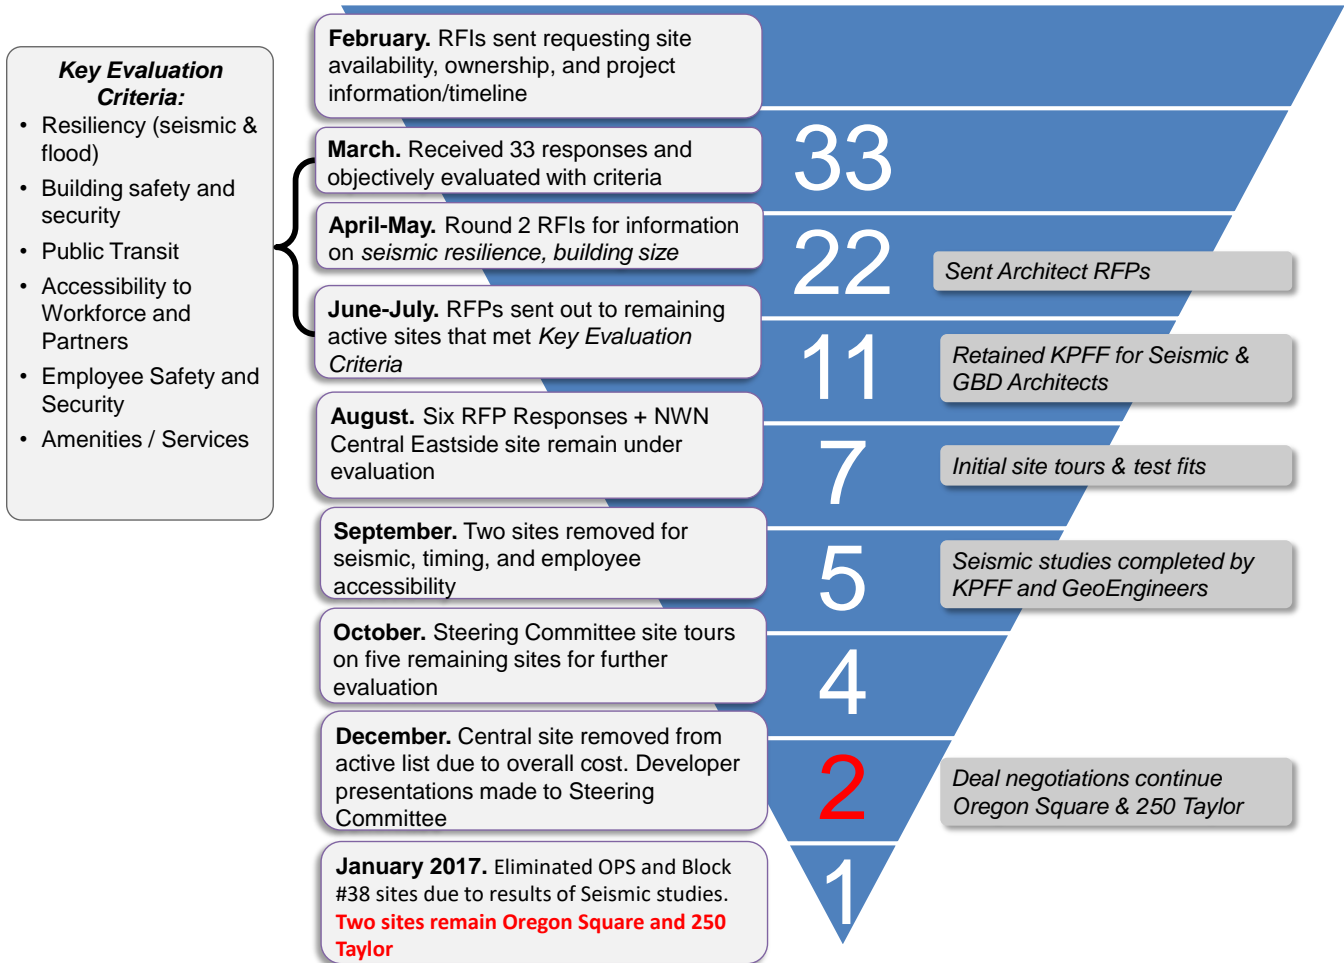 Key Evaluation
Criteria:
• Resiliency (seismic &
flood)
• Building safety and
security
• Public Transit
• Accessibility to
Workforce and
Partners
• Employee Safety and
Security
• Amenities / Services
February. RFIs sent requesting site
availability, ownership, and project
information/timeline
March. Received 33 responses and
objectively evaluated with criteria
33
April-May. Round 2 RFIs for information
on seismic resilience, building size
22
Sent Architect RFPs
June-July. RFPs sent out to remaining
active sites that met Key Evaluation
Criteria
11
Retained KPFF for Seismic &
GBD Architects
August. Six RFP Responses + NWN
Central Eastside site remain under
evaluation
7
Initial site tours & test fits
September. Two sites removed for
seismic, timing, and employee
accessibility
5
Seismic studies completed by
KPFF and GeoEngineers
October. Steering Committee site tours
on five remaining sites for further
evaluation
4
December. Central site removed from
active list due to overall cost. Developer
presentations made to Steering
Committee
2
Deal negotiations continue
Oregon Square & 250 Taylor
January 2017. Eliminated OPS and Block
#38 sites due to results of Seismic studies.
Two sites remain Oregon Square and 250
Taylor
1